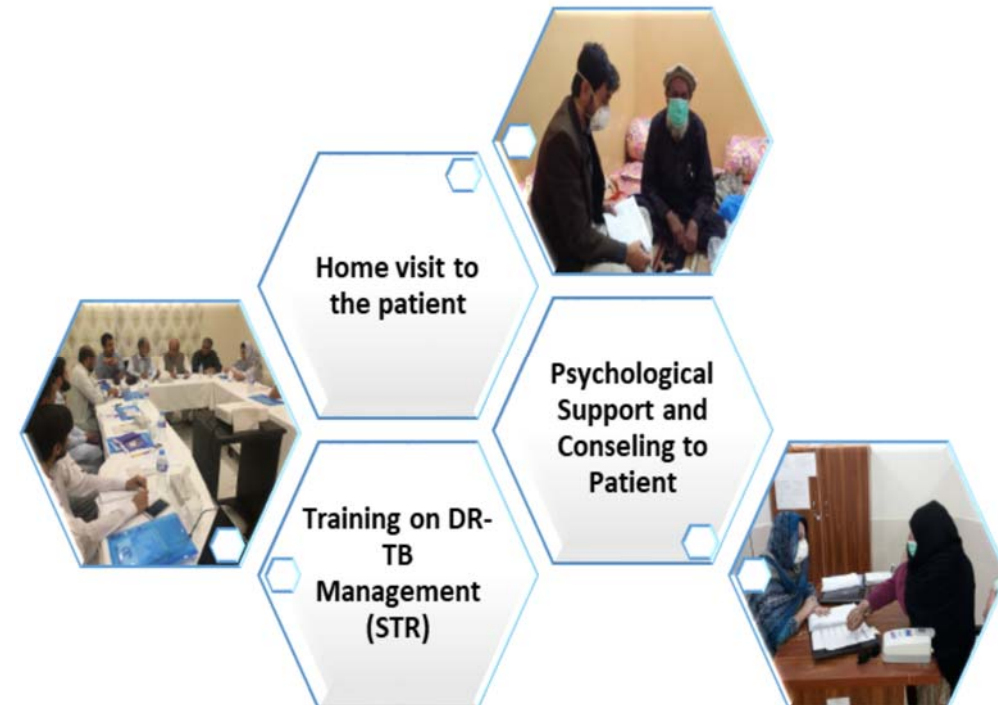 Home visit to
the patient
Psychological
Support and
Conseling to
Patient
Training on DR-
TB
Management
(STR)